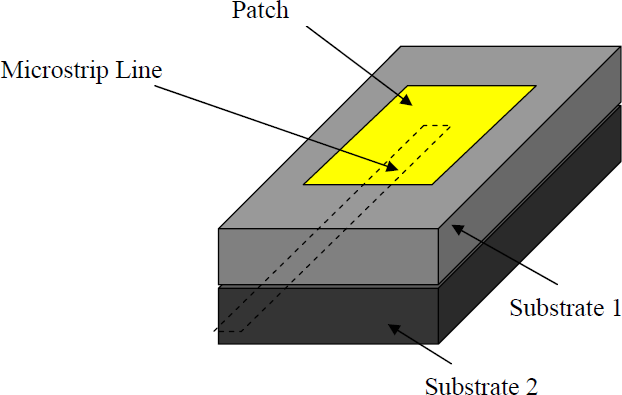 Patch
Microstrip Line
Substrate 1
Substrate 2